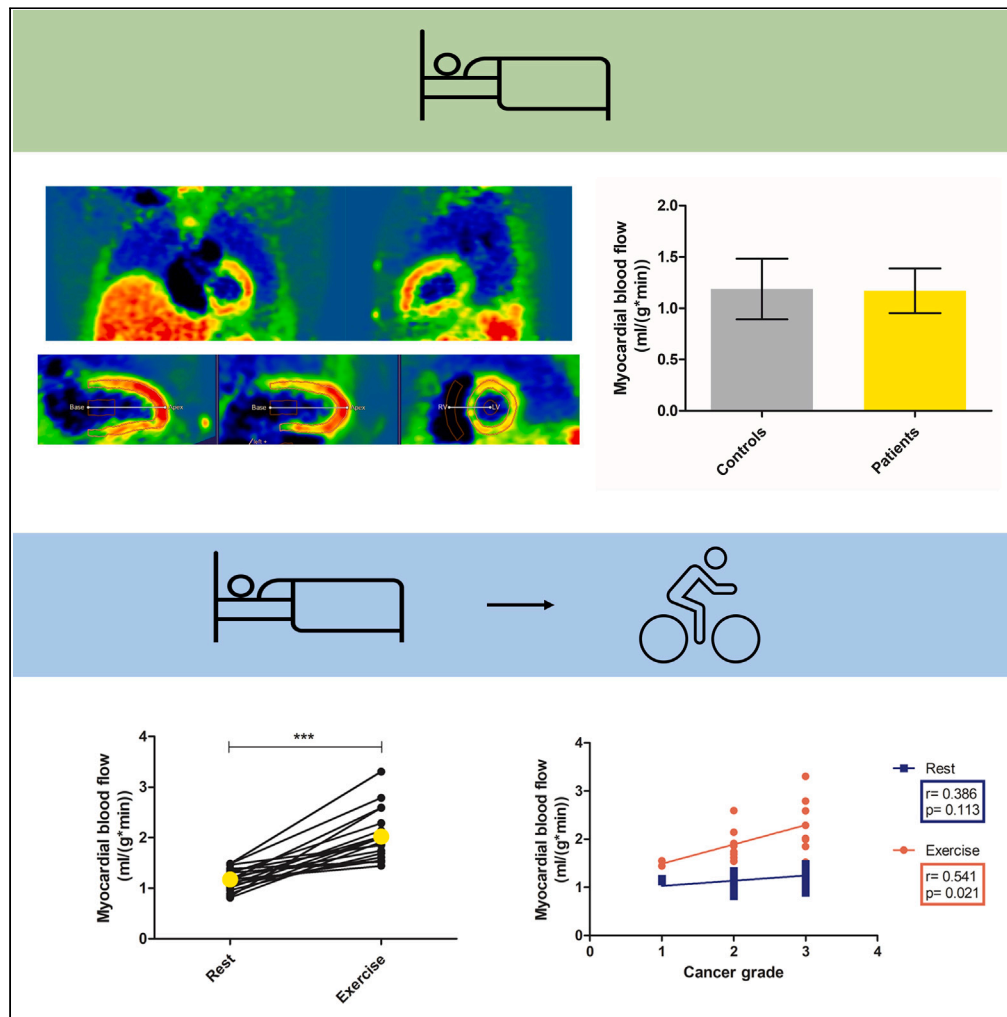 Base
Apex
Base
Apex
RV
LV
Myocardial blood flow
(ml/(g*min))
2.0
1.5
1.0
0.5
0.0
Controls
Patients
Myocardial blood flow
(ml/(g*min))
4
3
2
1
0
***
Rest
Exercise
Myocardial blood flow
(ml/(g*min))
4
3
2
1
0
0
1
2
3
4
Cancer grade
Rest
r= 0.386
p= 0.113
Exercise
r= 0.541
p= 0.021